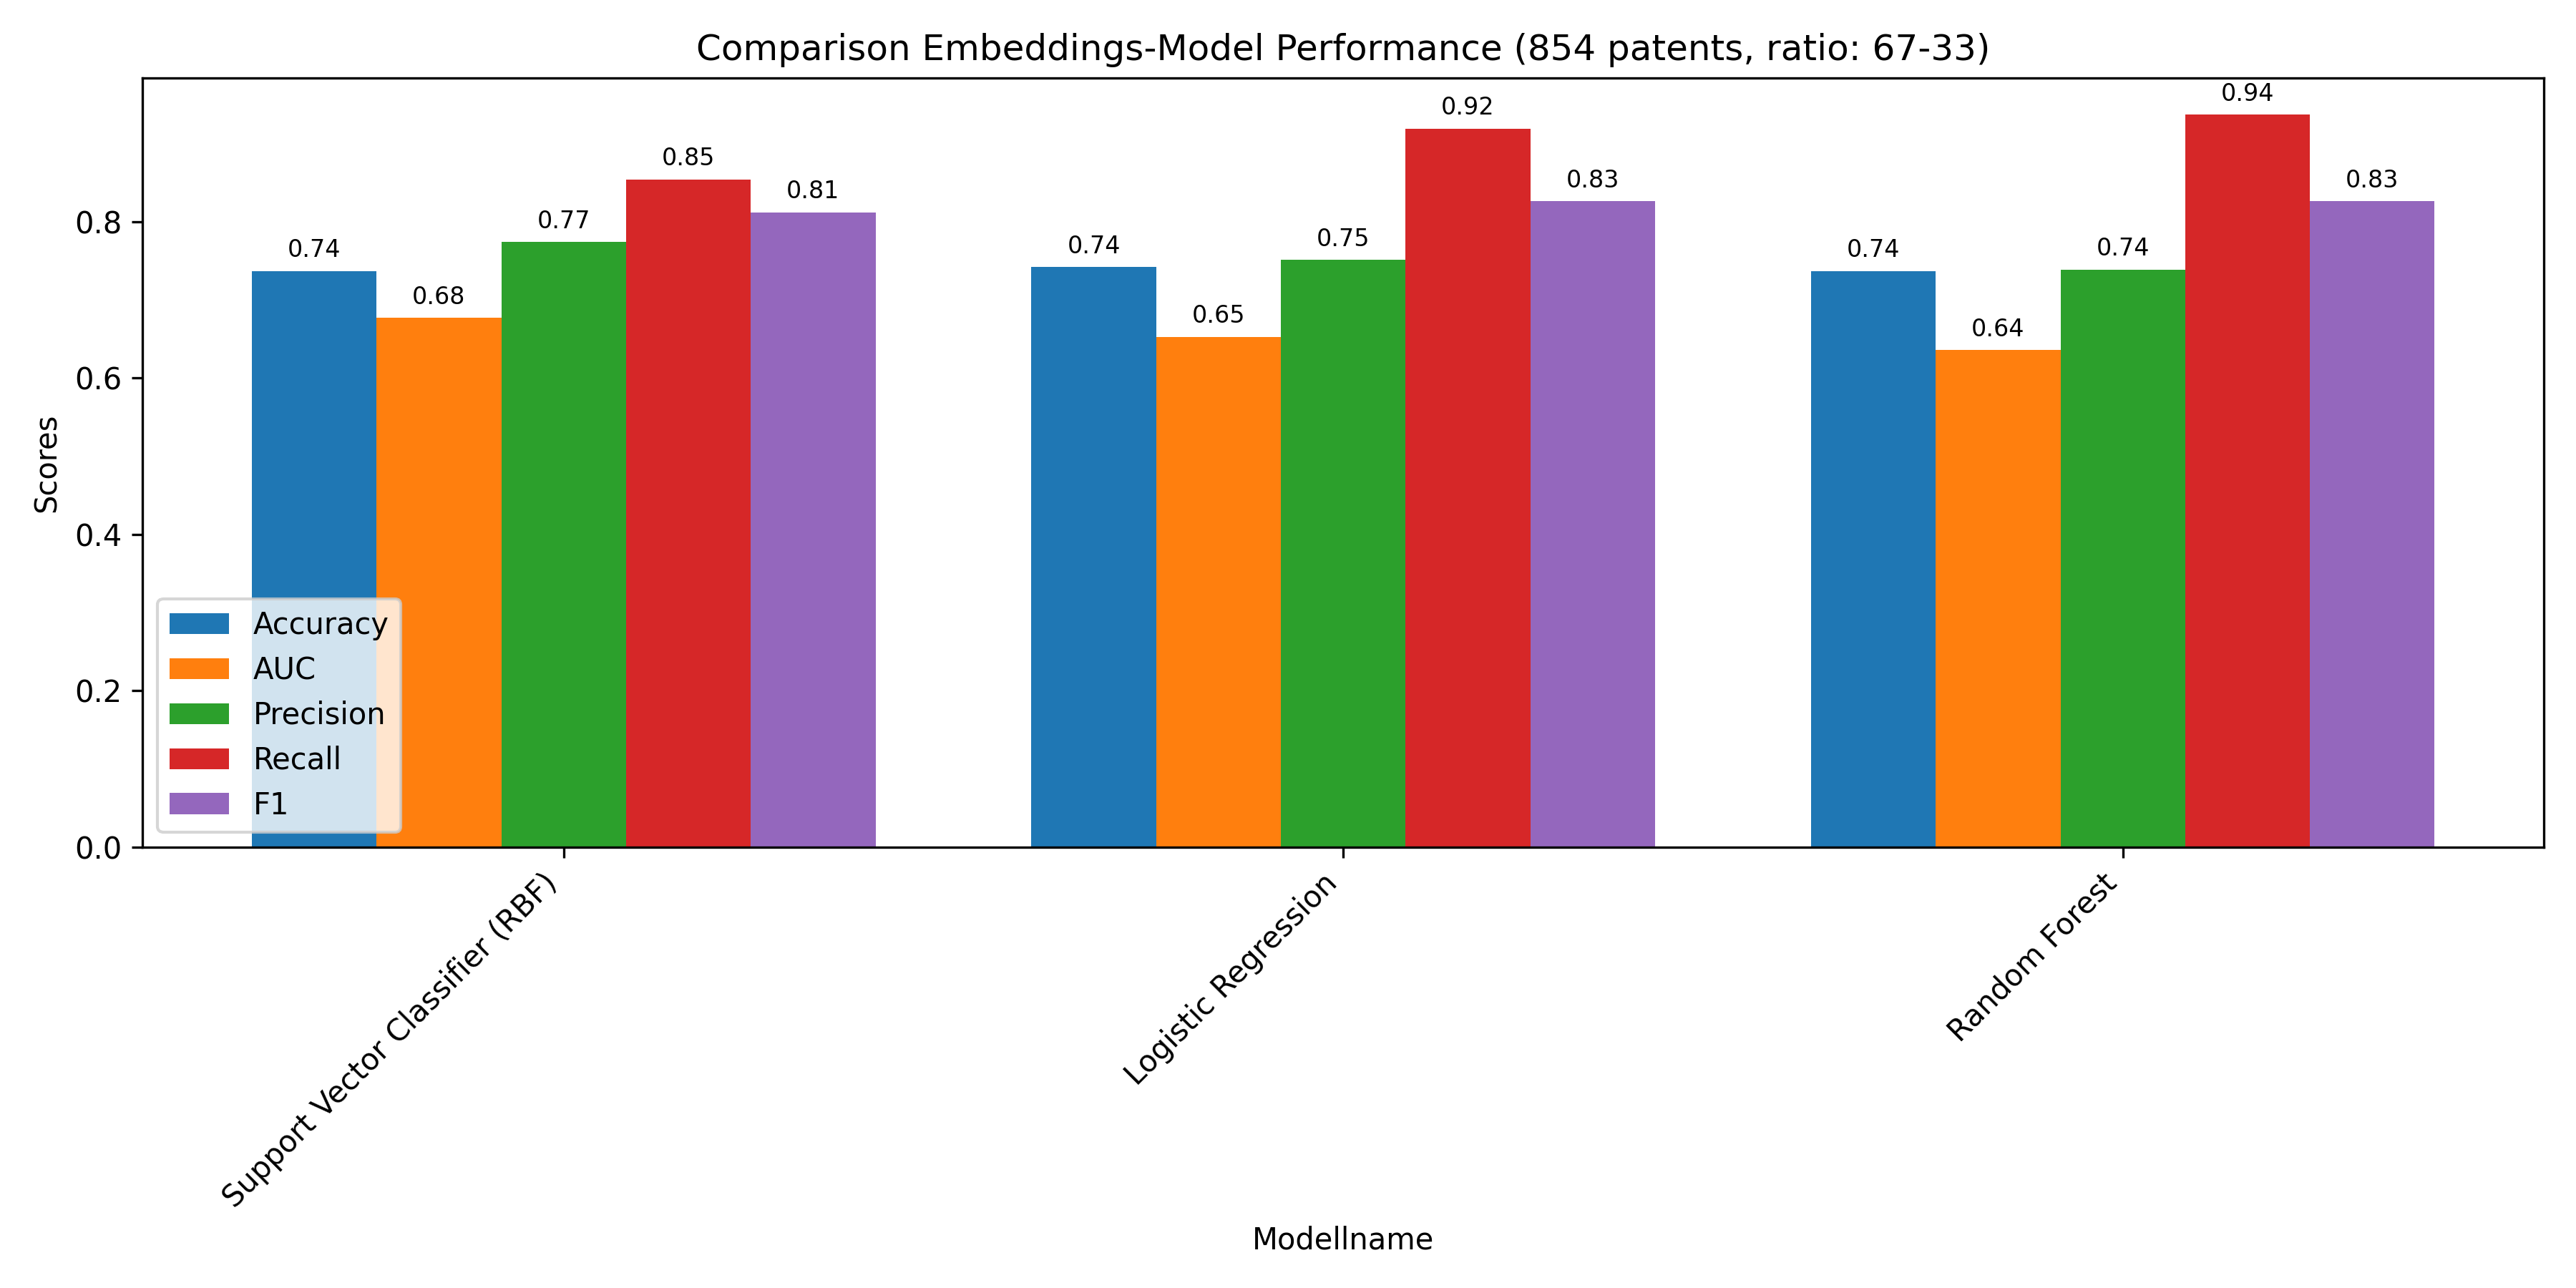 Comparison Embeddings-Model Performance (854 patents, ratio: 67-33)
Scores
0.8
0.6
0.4
0.2
0.0
0.74
0.68
0.77
0.85
0.81
0.74
0.65
0.75
0.92
0.83
0.74
0.64
0.74
0.94
0.83
Accuracy
AUC
Precision
Recall
F1
Support Vector Classifier (RBF)
Logistic Regression
Random Forest
Modellname